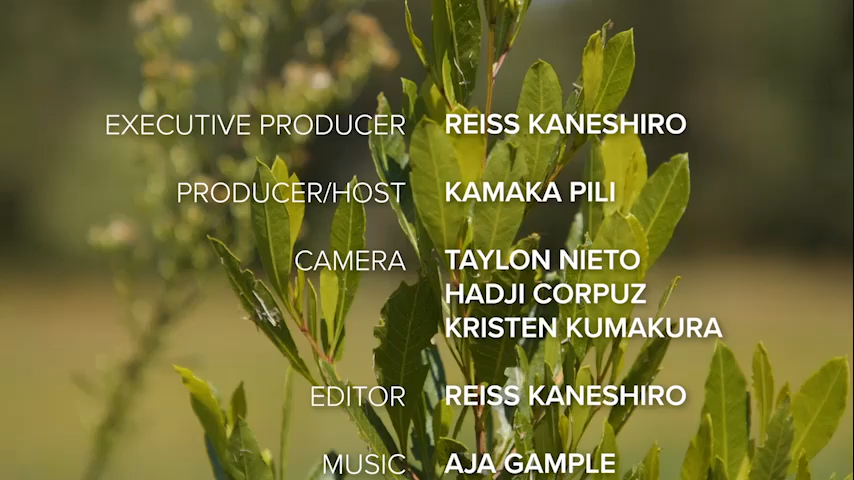 EXECUTIVE PRODUCER REISS KANESHIRO
PRODUCER/HOST KAMAKA PILI
CAMERA TAYLON NIETO
HADJI CORPUZ
KRISTEN KUMAKURA
EDITOR REISS KANESHIRO
MUSIC AJA GAMPLE